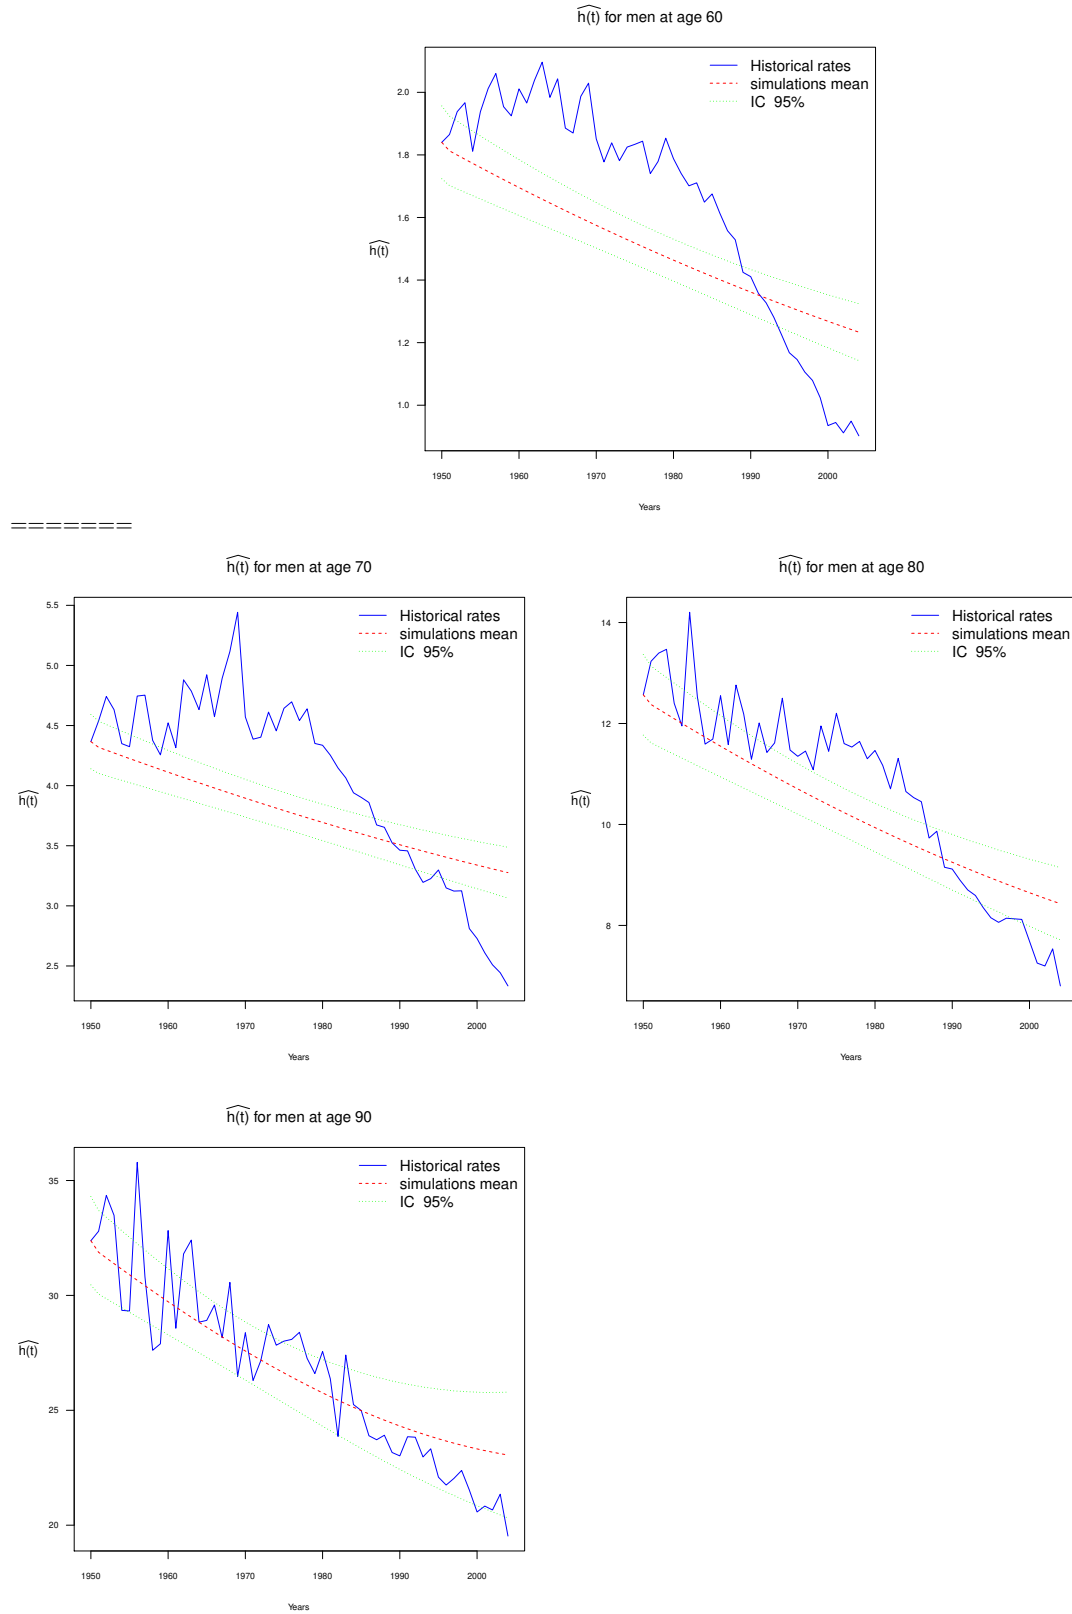 h(t) for men at age 60
Historical rates
simulations mean
IC 95%
2.0
1.8
1.6
1.4
1.2
1.0
h(t)
1950 1960 1970 1980 1990 2000
Years
=======
h(t) for men at age 70
Historical rates
simulations mean
IC 95%
5.5
5.0
4.5
4.0
3.5
3.0
2.5
h(t)
1950 1960 1970 1980 1990 2000
Years
h(t) for men at age 80
Historical rates
simulations mean
IC 95%
14
12
10
8
h(t)
1950 1960 1970 1980 1990 2000
Years
h(t) for men at age 90
Historical rates
simulations mean
IC 95%
35
30
25
20
h(t)
1950 1960 1970 1980 1990 2000
Years